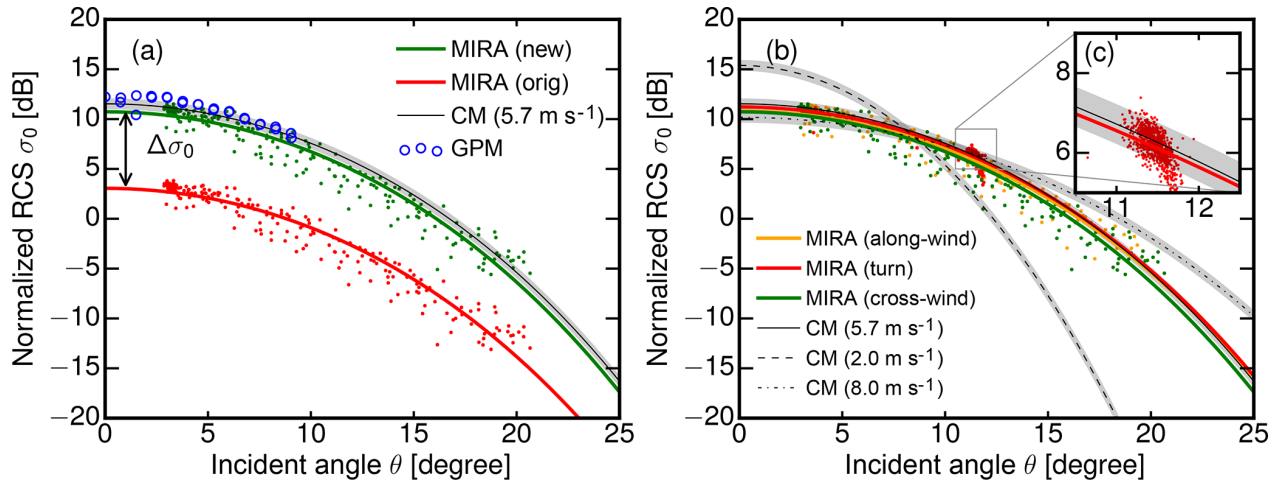 (a)
MIRA (new)
MIRA (orig)
CM (5.7 m s-1)
GPM
Δσ0
20
15
10
5
0
−5
−10
−15
−20
Normalized RCS σ0 [dB]
0 5 10 15 20 25
Incident angle θ [degree]
(b)
(c)
8
6
11 12
MIRA (along-wind)
MIRA (turn)
MIRA (cross-wind)
CM (5.7 m s-1)
CM (2.0 m s-1)
CM (8.0 m s-1)
20
15
10
5
0
−5
−10
−15
−20
Normalized RCS σ0 [dB]
0 5 10 15 20 25
Incident angle θ [degree]